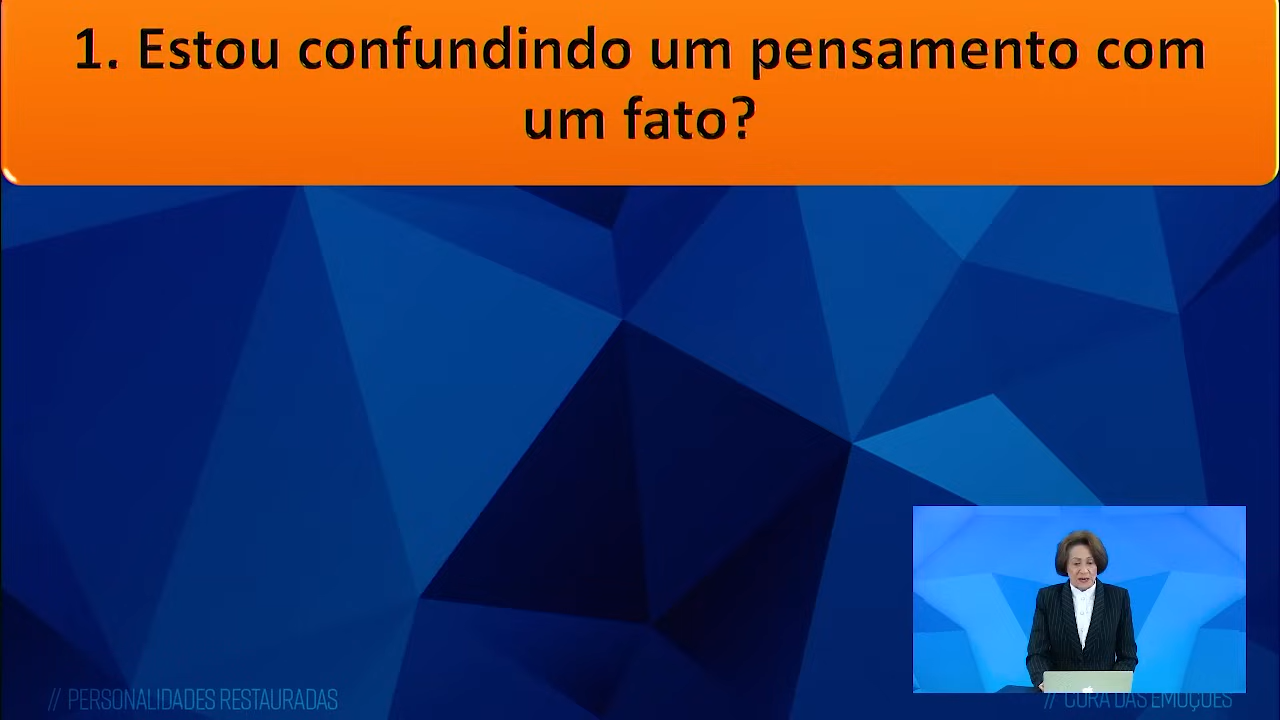 1. Estou confundindo um pensamento com
um fato?
// PERSONALIDADES RESTAURADAS
// CURA DAS EMOÇÕES